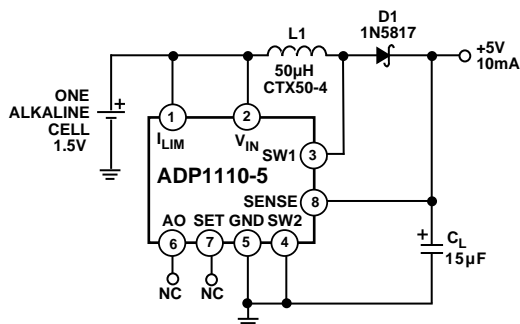 D1
1N5817
+5V
10mA
L1
50µH
CTX50-4
ONE
ALKALINE
CELL
1.5V
+
1
2
ILIM
VIN
SW1
3
ADP1110-5
SENSE
8
AO
SET
GND
SW2
6
7
5
4
NC
NC
+
CL
15µF